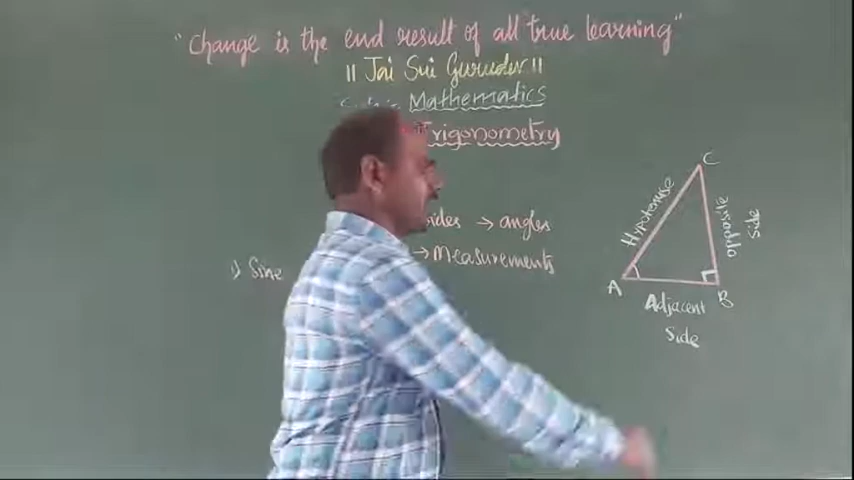 "Change is the end result of all true learning"
|| Jai Sri Gurudev ||
Mathematics
Trigonometry
sides → angles
→ Measurements
1) Sine
C
Hypotenuse
opposite
side
A
B
Adjacent
Side